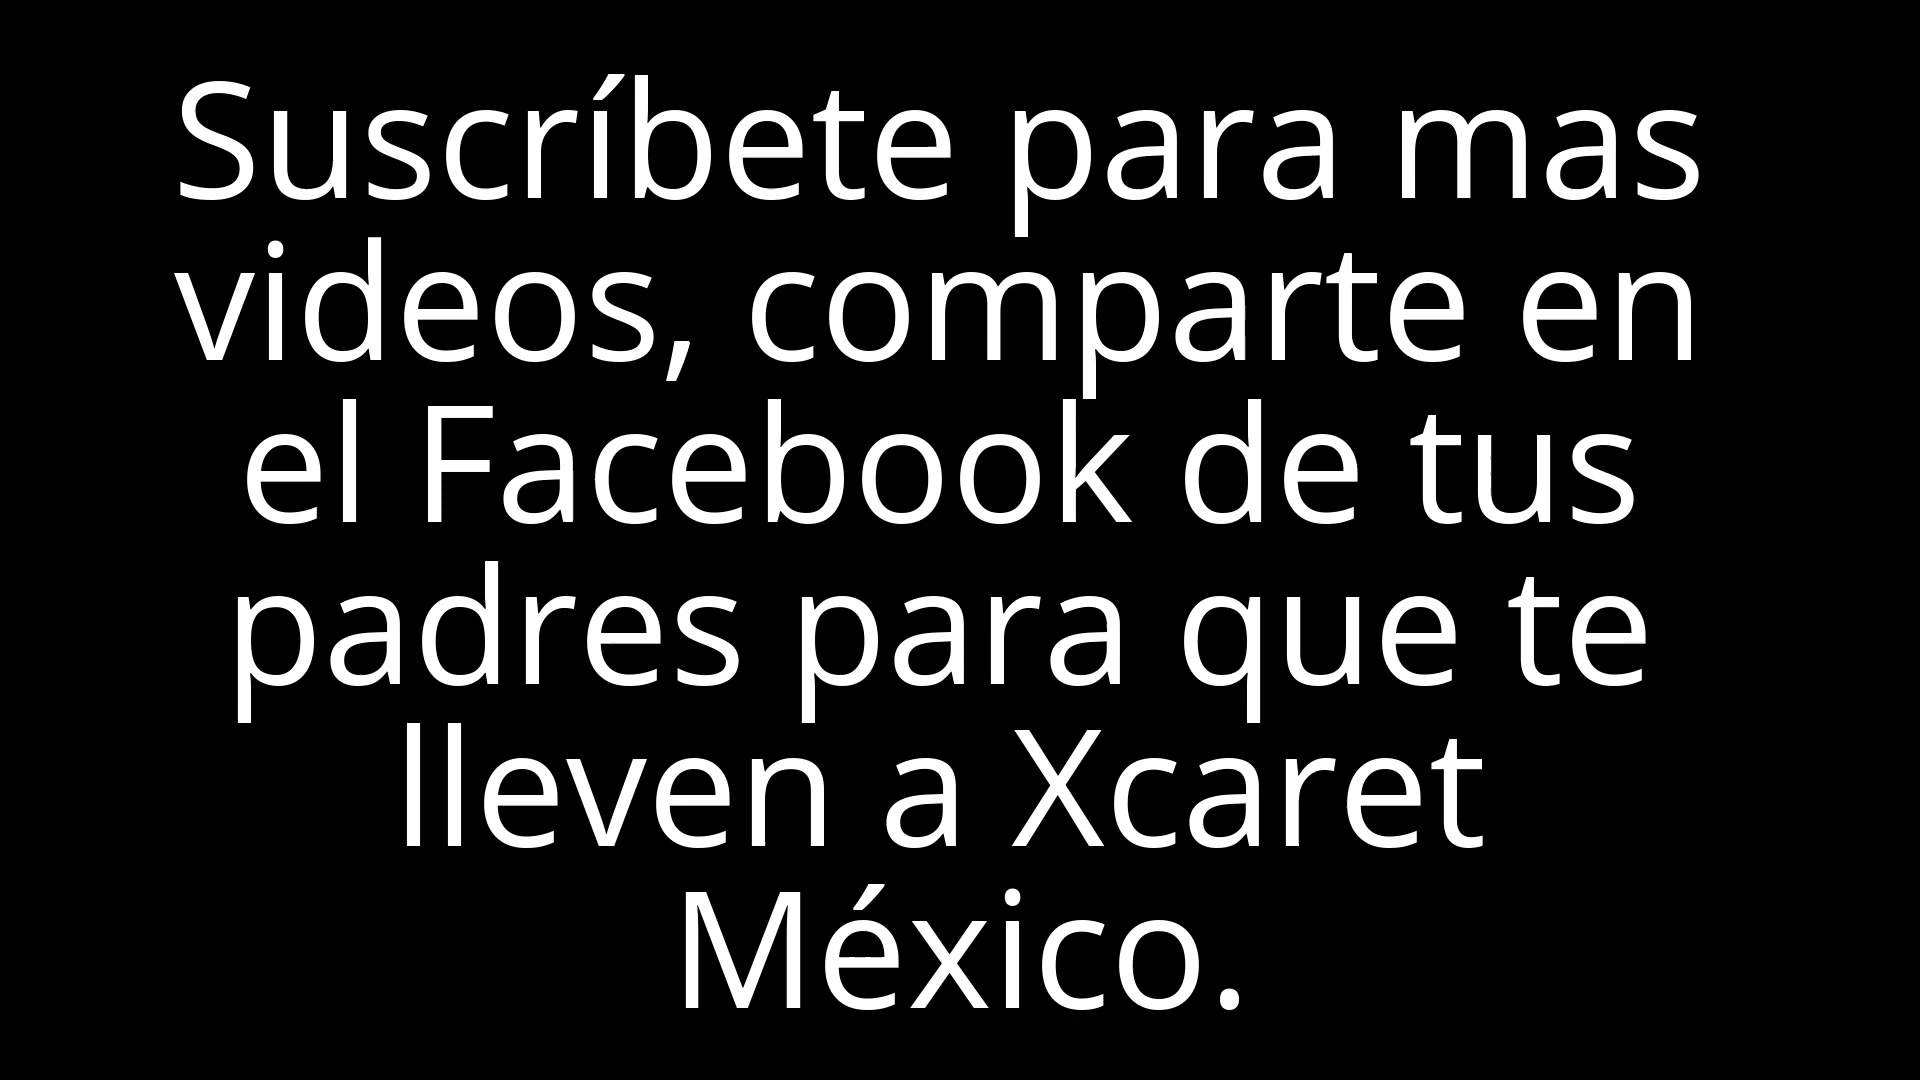 Suscríbete para mas
videos, comparte en
el Facebook de tus
padres para que te
lleven a Xcaret
México.